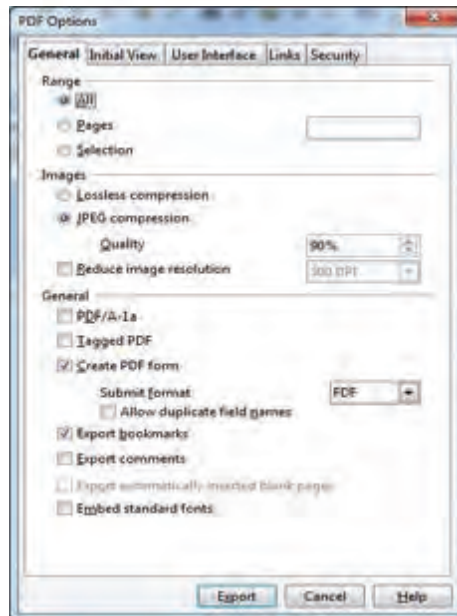 PDF Options
General Initial View User Interface Links Security
Range
All
Pages
Selection
Images
Lossless compression
JPEG compression
Quality 90%
Reduce image resolution 300 DPI
General
PDF/A-1a
Tagged PDF
Create PDF form
Submit format FDF
Allow duplicate field names
Export bookmarks
Export comments
Export automatically inserted blank pages
Embed standard fonts
Export Cancel Help